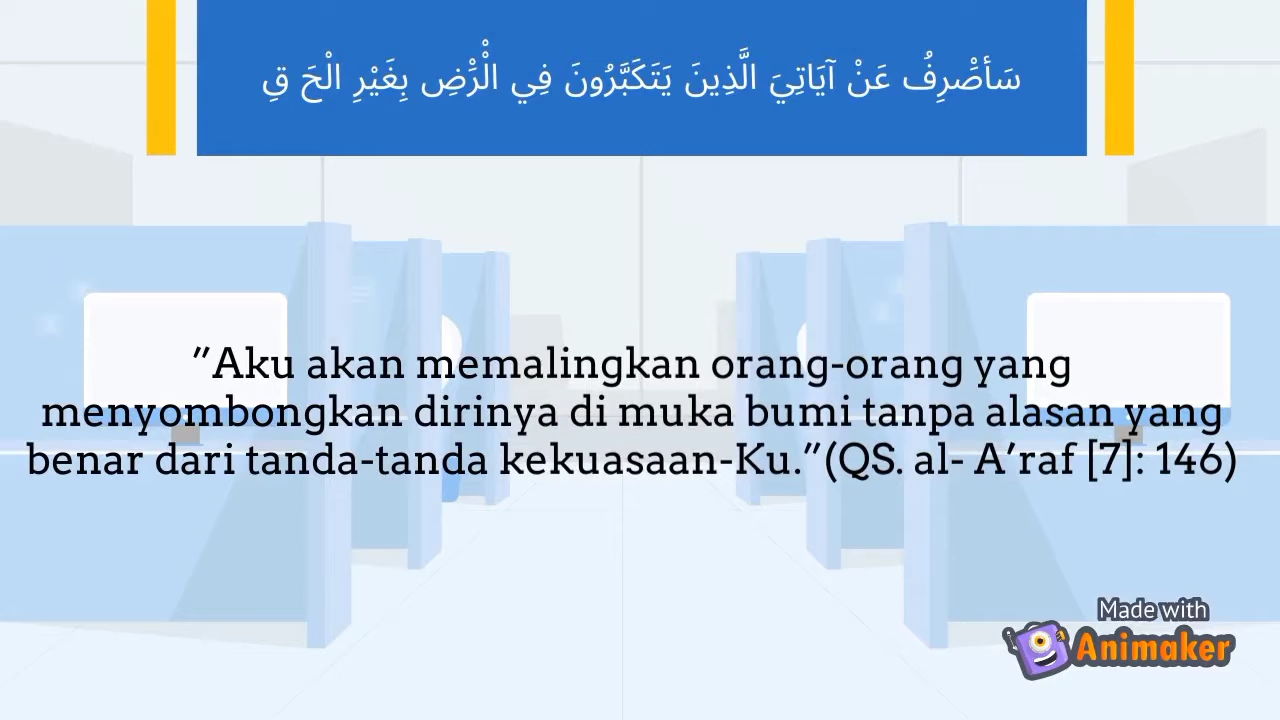 سَأصْرِفُ عَنْ آيَاتِيَ الَّذِينَ يَتَكَبَّرُونَ فِي الْرَْضِ بِغَيْرِ الْحَ قِ
"Aku akan memalingkan orang-orang yang
menyombongkan dirinya di muka bumi tanpa alasan yang
benar dari tanda-tanda kekuasaan-Ku."(QS. al- A'raf [7]: 146)
Made with
Animaker